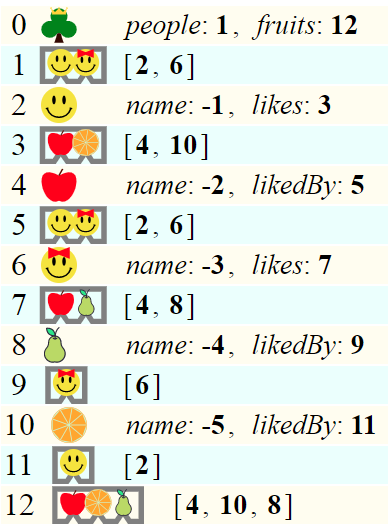 0 people: 1, fruits: 12
1 [2, 6]
2 name: -1, likes: 3
3 [4, 10]
4 name: -2, likedBy: 5
5 [2, 6]
6 name: -3, likes: 7
7 [4, 8]
8 name: -4, likedBy: 9
9 [6]
10 name: -5, likedBy: 11
11 [2]
12 [4, 10, 8]